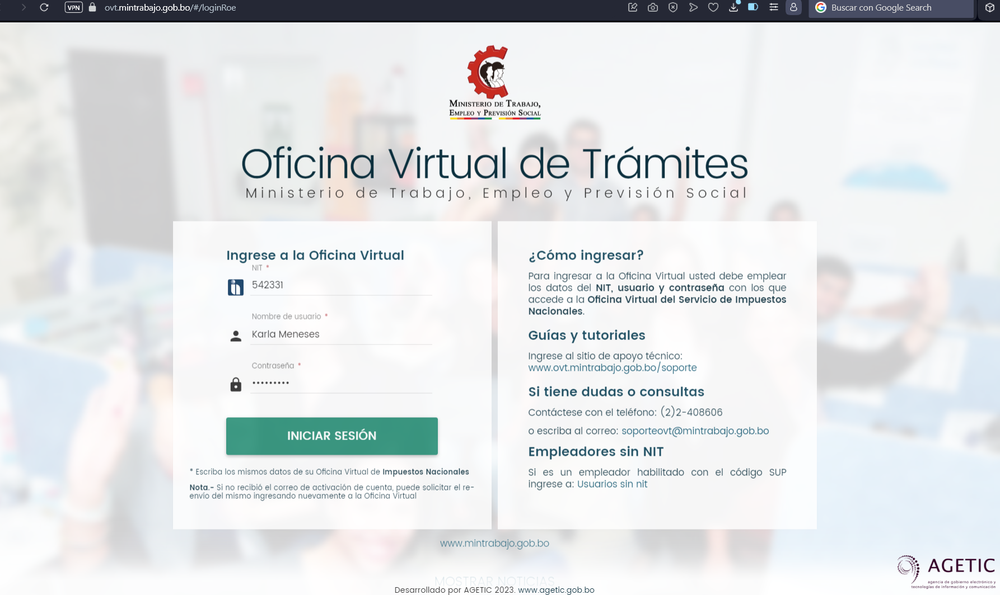 VPN
ovt.mintrabajo.gob.bo/#/loginRoe
Buscar con Google Search
MINISTERIO DE TRABAJO,
EMPLEO Y PREVISIÓN SOCIAL
Oficina Virtual de Trámites
Ministerio de Trabajo, Empleo y Previsión Social
Ingrese a la Oficina Virtual
NIT *
542331
Nombre de usuario *
Karla Meneses
Contraseña *
•••••••••
INICIAR SESIÓN
* Escriba los mismos datos de su Oficina Virtual de Impuestos Nacionales
Nota.- Si no recibió el correo de activación de cuenta, puede solicitar el re-
envío del mismo ingresando nuevamente a la Oficina Virtual
¿Cómo ingresar?
Para ingresar a la Oficina Virtual usted debe emplear
los datos del NIT, usuario y contraseña con los que
accede a la Oficina Virtual del Servicio de Impuestos
Nacionales.
Guías y tutoriales
Ingrese al sitio de apoyo técnico:
www.ovt.mintrabajo.gob.bo/soporte
Si tiene dudas o consultas
Contáctese con el teléfono: (2)2-408606
o escriba al correo: soporteovt@mintrabajo.gob.bo
Empleadores sin NIT
Si es un empleador habilitado con el código SUP
ingrese a: Usuarios sin nit
www.mintrabajo.gob.bo
MOSTRAR NOTICIAS
Desarrollado por AGETIC 2023. www.agetic.gob.bo
AGETIC
agencia de gobierno electrónico y
tecnologías de información y comunicación